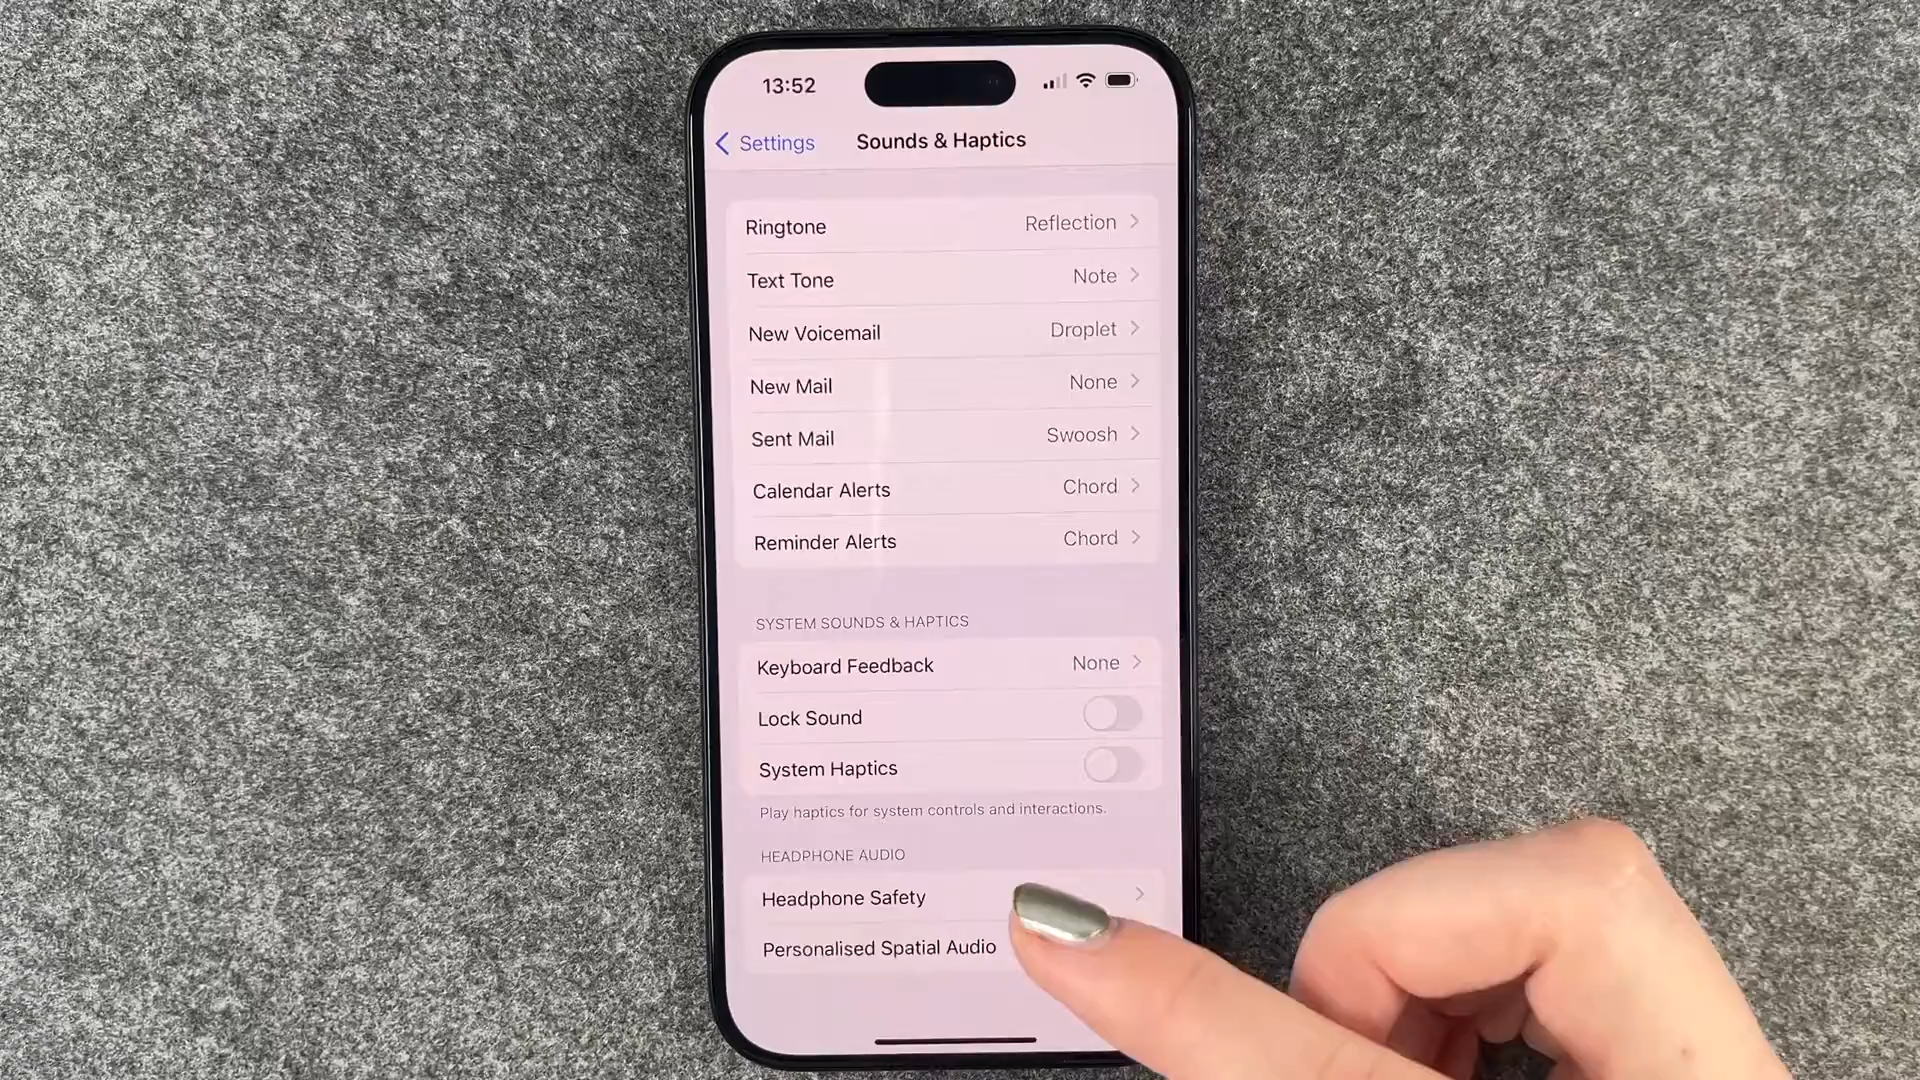 13:52
Settings Sounds & Haptics
Ringtone Reflection
Text Tone Note
New Voicemail Droplet
New Mail None
Sent Mail Swoosh
Calendar Alerts Chord
Reminder Alerts Chord
SYSTEM SOUNDS & HAPTICS
Keyboard Feedback None
Lock Sound
System Haptics
Play haptics for system controls and interactions.
HEADPHONE AUDIO
Headphone Safety
Personalised Spatial Audio